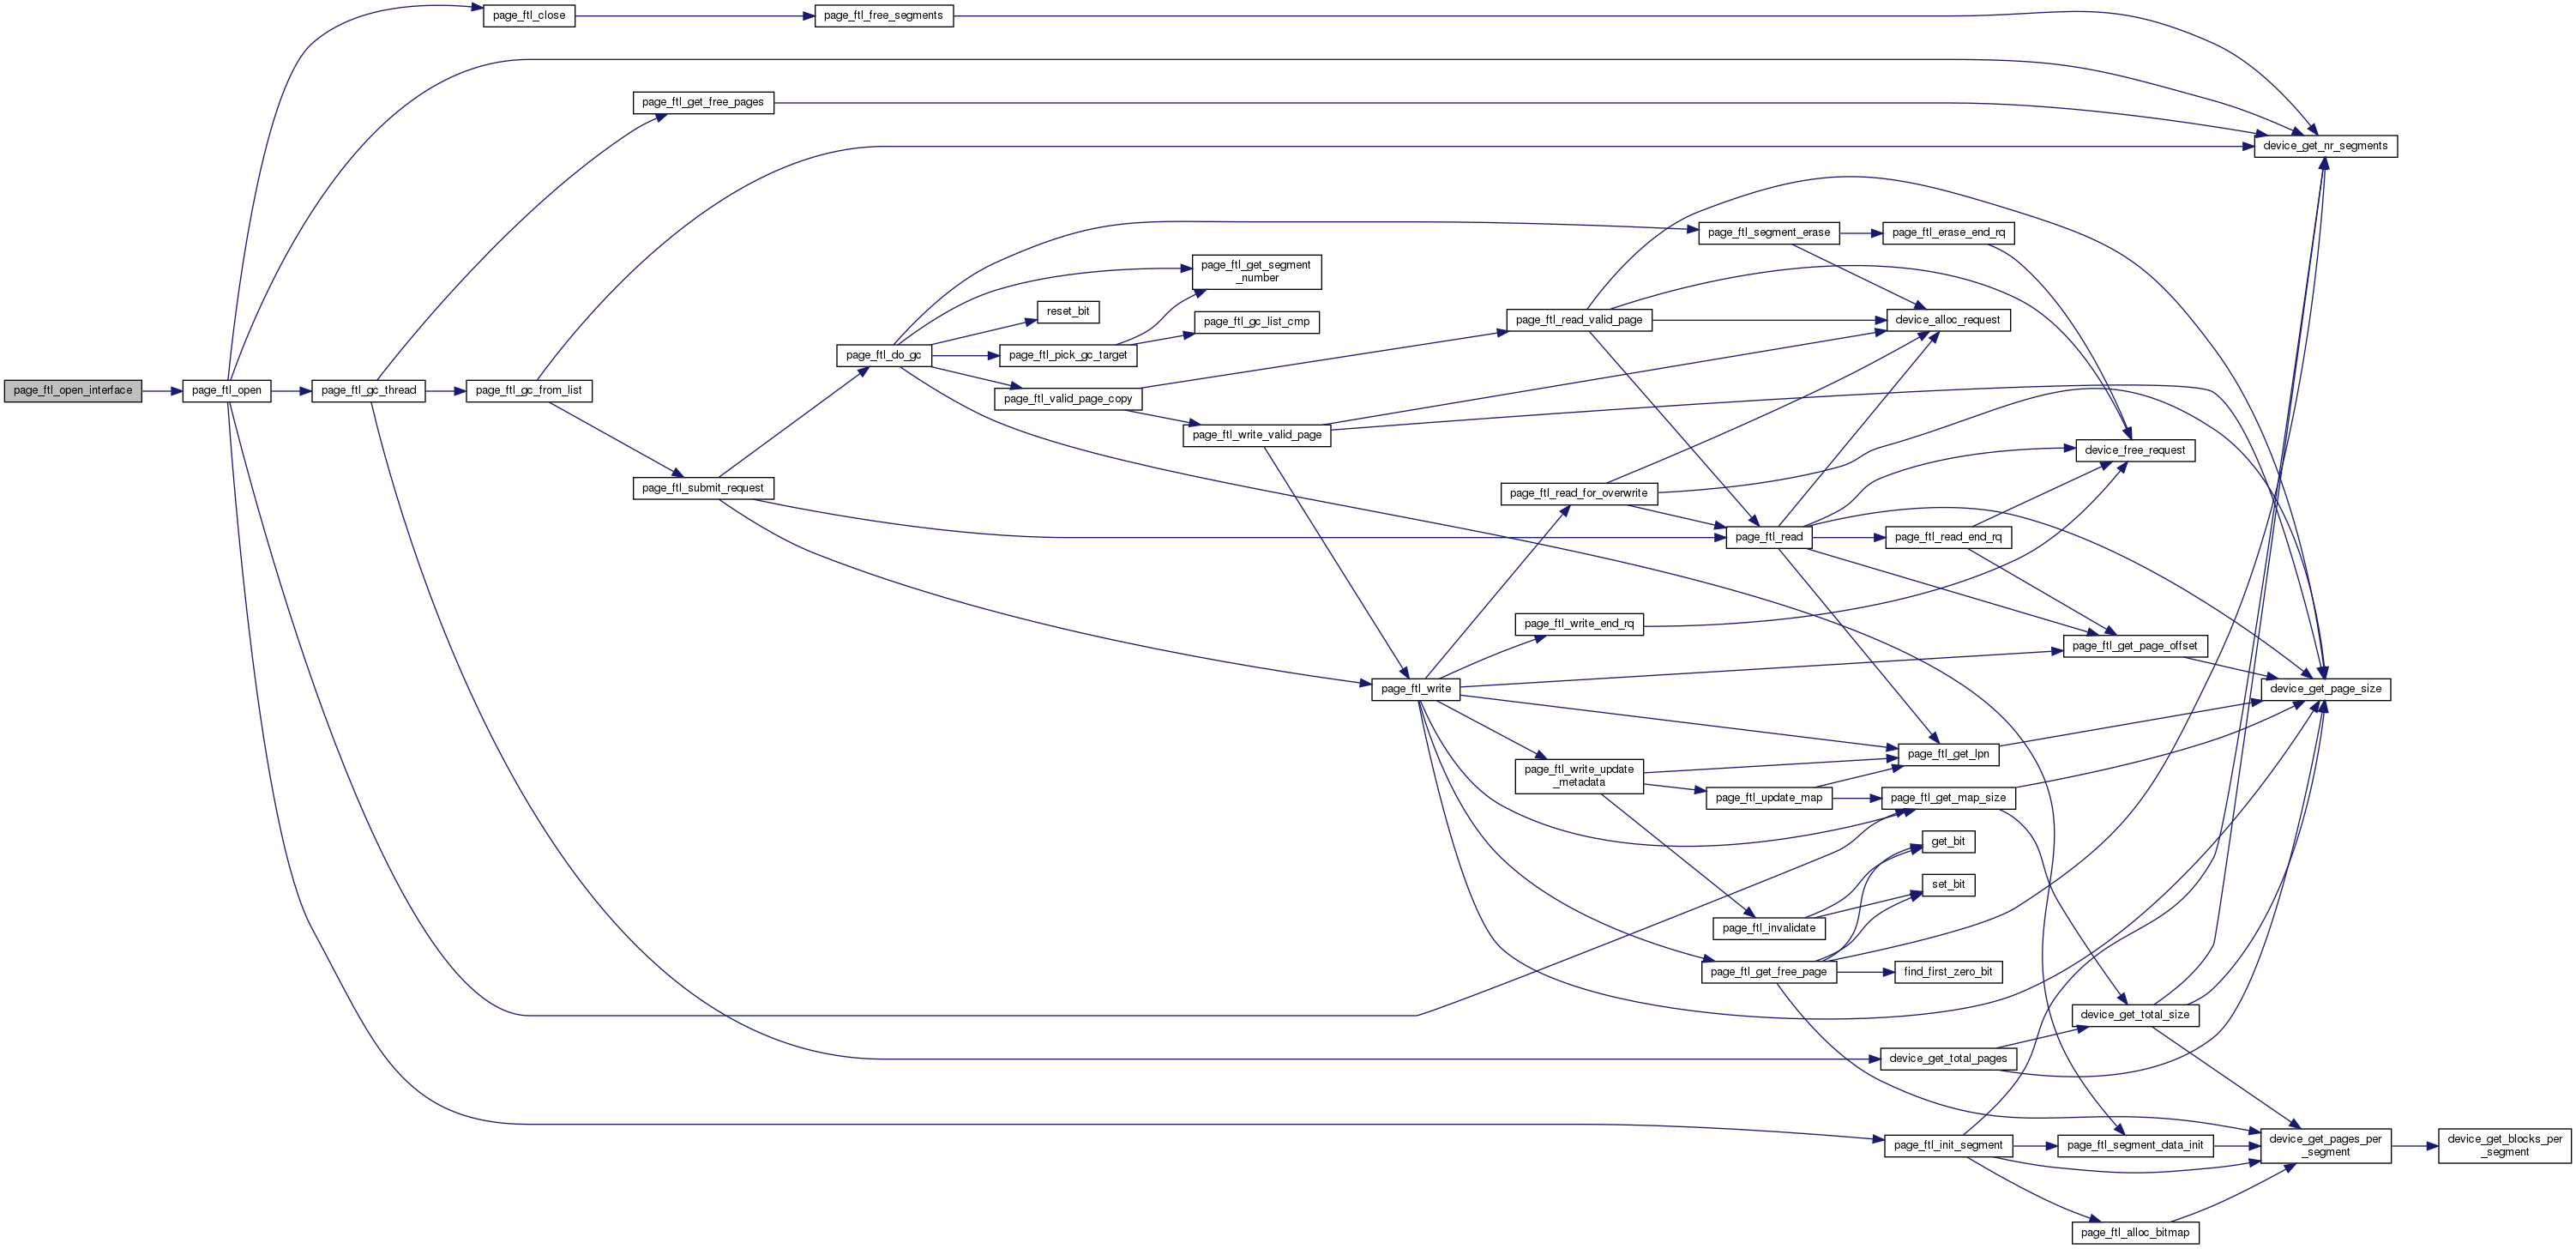 page_ftl_close
page_ftl_free_segments
page_ftl_get_free_pages
device_get_nr_segments
page_ftl_segment_erase
page_ftl_erase_end_rq
page_ftl_get_segment
_number
reset_bit
page_ftl_gc_list_cmp
page_ftl_read_valid_page
device_alloc_request
page_ftl_do_gc
page_ftl_pick_gc_target
page_ftl_open_interface
page_ftl_open
page_ftl_gc_thread
page_ftl_gc_from_list
page_ftl_valid_page_copy
page_ftl_write_valid_page
device_free_request
page_ftl_submit_request
page_ftl_read_for_overwrite
page_ftl_read
page_ftl_read_end_rq
page_ftl_write_end_rq
page_ftl_get_page_offset
page_ftl_write
device_get_page_size
page_ftl_get_lpn
page_ftl_write_update
_metadata
page_ftl_update_map
page_ftl_get_map_size
get_bit
set_bit
page_ftl_invalidate
page_ftl_get_free_page
find_first_zero_bit
device_get_total_size
device_get_total_pages
page_ftl_init_segment
page_ftl_segment_data_init
device_get_pages_per
_segment
device_get_blocks_per
_segment
page_ftl_alloc_bitmap